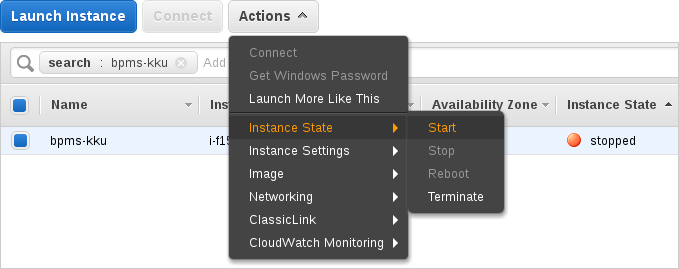 Launch Instance Connect Actions
search : bpms-kku Add
Connect
Get Windows Password
Launch More Like This
Name Ins Availability Zone Instance State
Instance State Start
bpms-kku i-f15 stopped
Instance Settings Stop
Image Reboot
Networking Terminate
ClassicLink
CloudWatch Monitoring